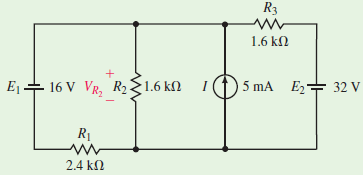 R3
1.6 kΩ
E1 16 V + VR2 − R2 1.6 kΩ I 5 mA E2 32 V
R1
2.4 kΩ